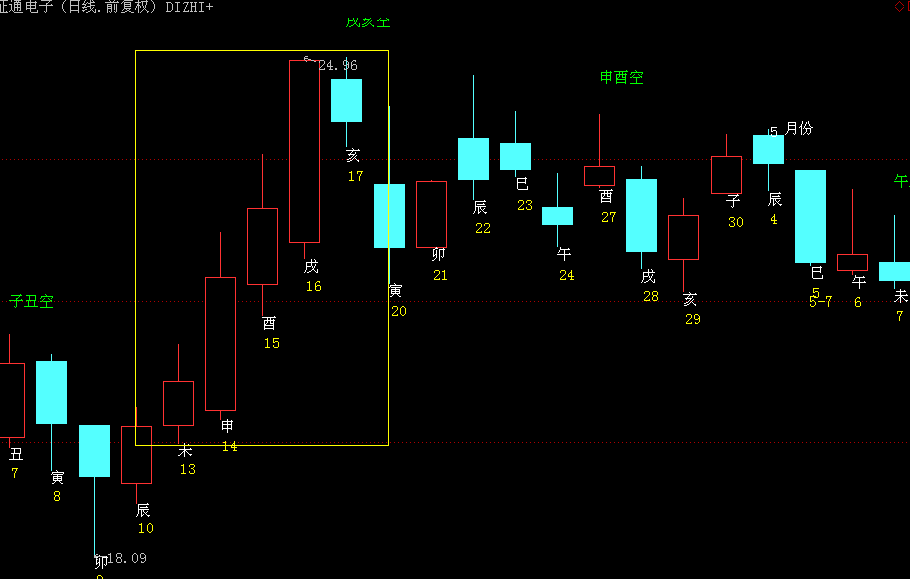 证通电子（日线.前复权）DIZHI+
戌亥空
24.96
申酉空
5 月份
亥
17
午
巳
23
酉
27
子
30
辰
4
辰
22
午
24
卯
21
戌
28
巳
5
5-7
午
6
未
7
戌
16
寅
20
亥
29
子丑空
酉
15
申
14
未
13
丑
7
寅
8
辰
10
18.09
卯
9